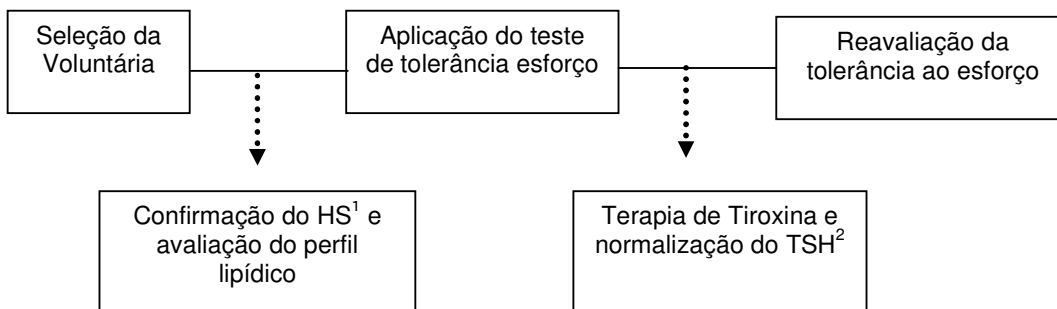 Seleção da
Voluntária
Aplicação do teste
de tolerância esforço
Reavaliação da
tolerância ao esforço
Confirmação do HS¹ e
avaliação do perfil
lipídico
Terapia de Tiroxina e
normalização do TSH²